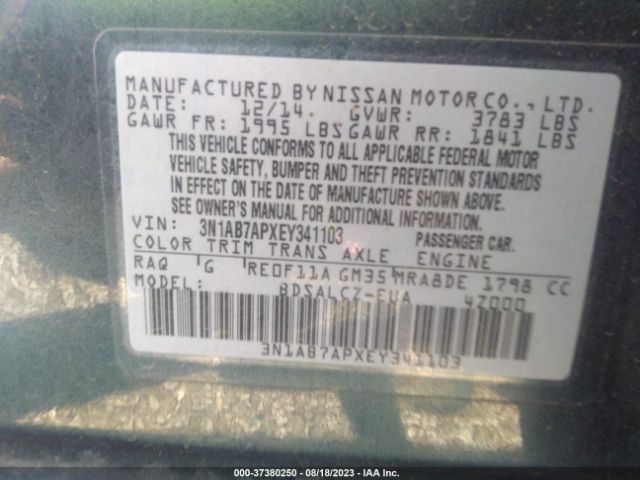 MANUFACTURED BY NISSAN MOTOR CO., LTD.
DATE: 12/14. GVWR: 3783 LBS
GAWR FR: 1995 LBS GAWR RR: 1841 LBS
THIS VEHICLE CONFORMS TO ALL APPLICABLE FEDERAL MOTOR
VEHICLE SAFETY, BUMPER AND THEFT PREVENTION STANDARDS
IN EFFECT ON THE DATE OF MANUFACTURE SHOWN ABOVE.
SEE OWNER'S MANUAL FOR ADDITIONAL INFORMATION.
VIN: 3N1AB7APXEY341103 PASSENGER CAR.
COLOR TRIM TRANS AXLE ENGINE
RAQ G RE0F11A GM35 MRA8DE 1798 CC
MODEL: BDSALCZ-EUA 4Z000
3N1AB7APXEY341103
000-37380250 - 08/18/2023 - IAA Inc.